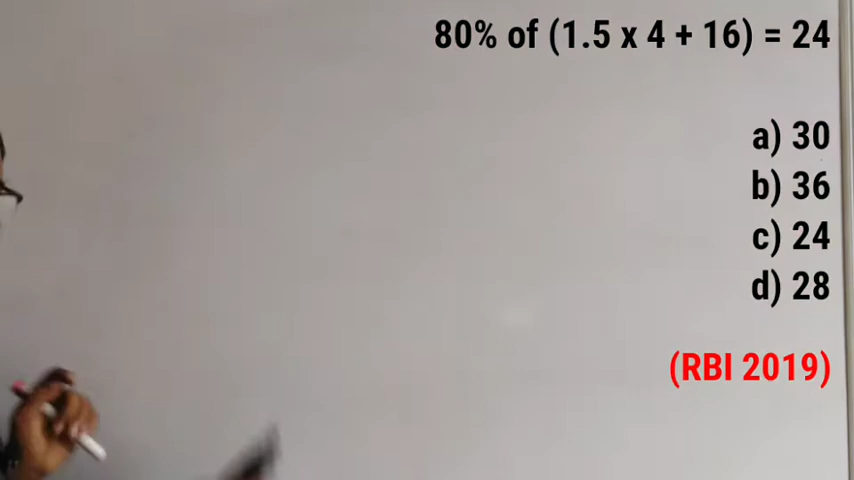 80% of (1.5 x 4 + 16) = 24
a) 30
b) 36
c) 24
d) 28
(RBI 2019)